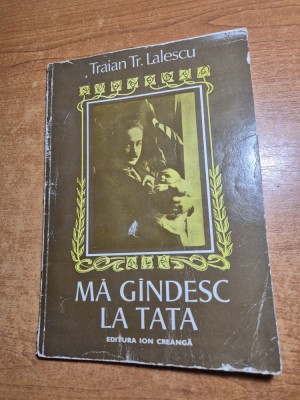 Traian Tr. Lalescu
MĂ GÎNDESC
LA TATA
EDITURA ION CREANGĂ